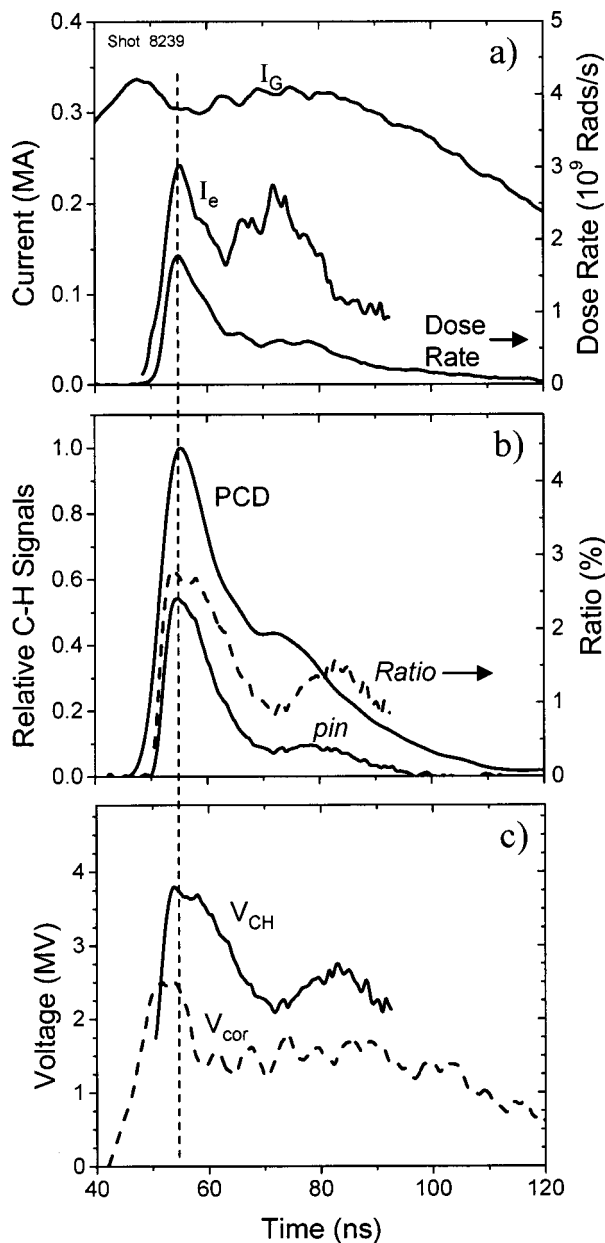 Shot 8239
a)
I_G
I_e
Dose Rate
Current (MA)
0.4
0.3
0.2
0.1
0.0
Dose Rate (10^9 Rads/s)
5
4
3
2
1
0
b)
PCD
Ratio
pin
Relative C-H Signals
1.0
0.8
0.6
0.4
0.2
0.0
Ratio (%)
4
3
2
1
0
c)
V_CH
V_cor
Voltage (MV)
4
3
2
1
0
40
60
80
100
120
Time (ns)